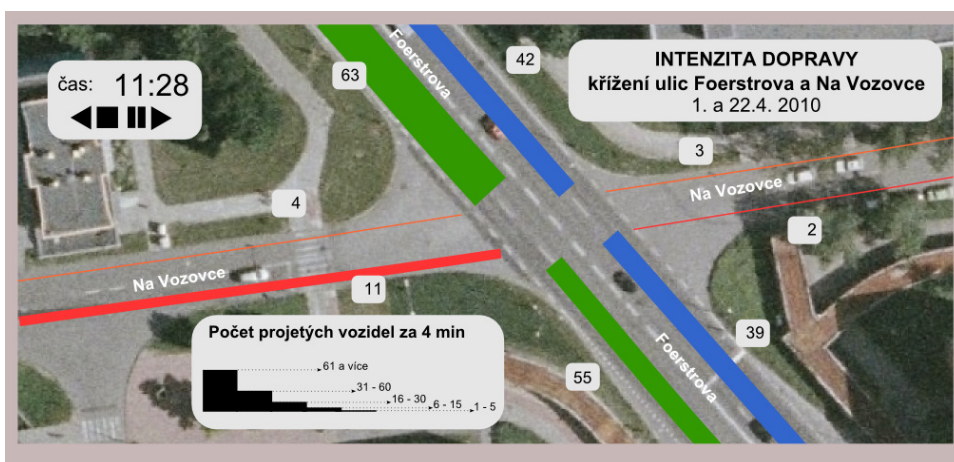 čas: 11:28
INTENZITA DOPRAVY
křížení ulic Foerstrova a Na Vozovce
1. a 22.4. 2010
63
Foerstrova
42
3
Na Vozovce
4
2
Na Vozovce
11
39
55
Foerstrova
Počet projetých vozidel za 4 min
61 a více
31 - 60
16 - 30
6 - 15
1 - 5